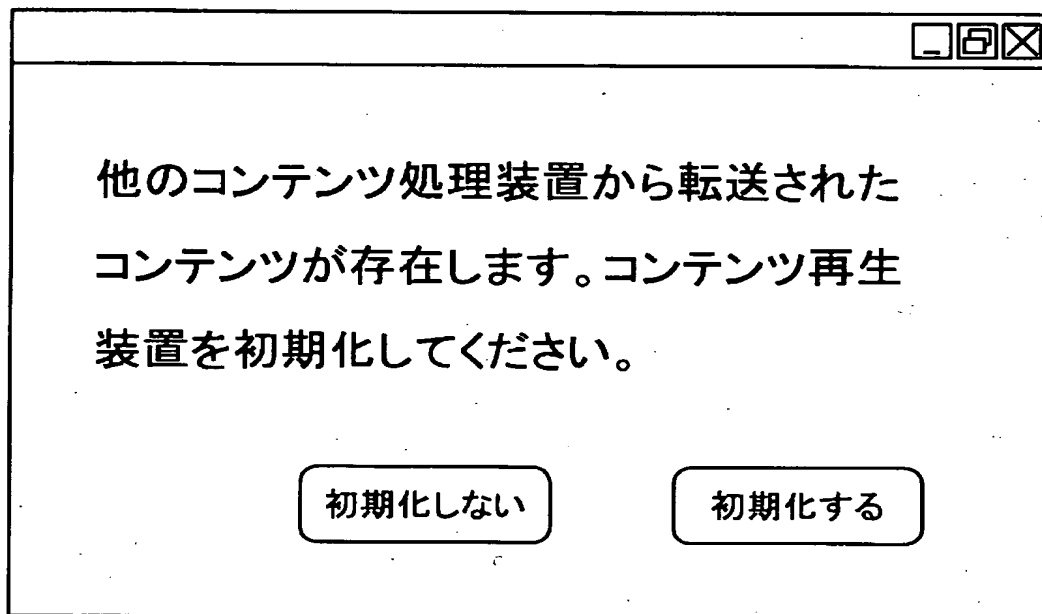 他のコンテンツ処理装置から転送された
コンテンツが存在します。コンテンツ再生
装置を初期化してください。
初期化しない 初期化する